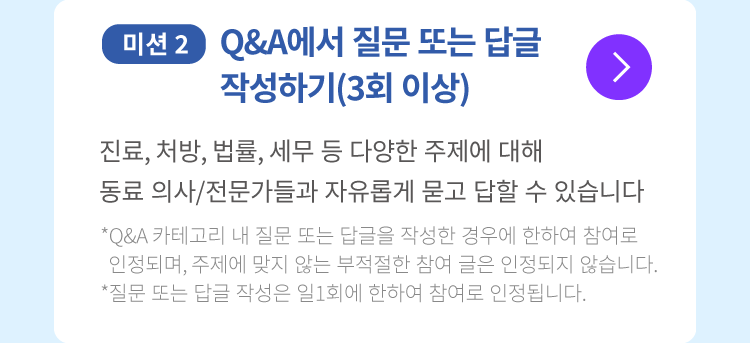 미션 2
Q&A에서 질문 또는 답글
작성하기(3회 이상)
진료, 처방, 법률, 세무 등 다양한 주제에 대해
동료 의사/전문가들과 자유롭게 묻고 답할 수 있습니다
*Q&A 카테고리 내 질문 또는 답글을 작성한 경우에 한하여 참여로
인정되며, 주제에 맞지 않는 부적절한 참여 글은 인정되지 않습니다.
*질문 또는 답글 작성은 일1회에 한하여 참여로 인정됩니다.